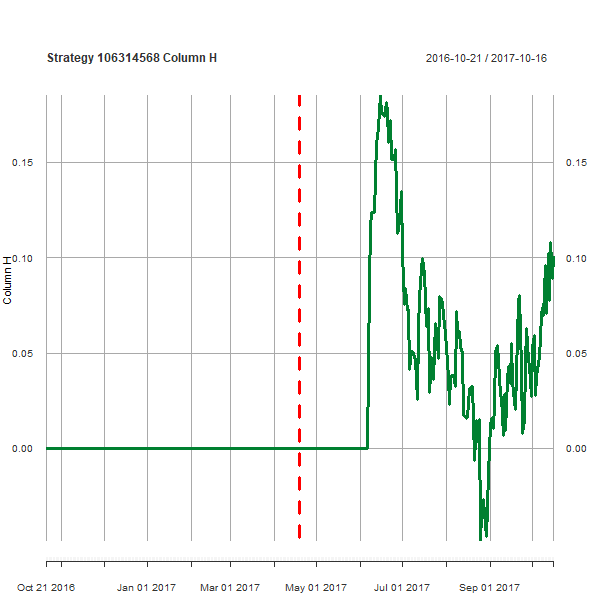 Strategy 106314568 Column H
2016-10-21 / 2017-10-16
0.15
0.15
0.10
0.10
Column H
0.05
0.05
0.00
0.00
Oct 21 2016
Jan 01 2017
Mar 01 2017
May 01 2017
Jul 01 2017
Sep 01 2017